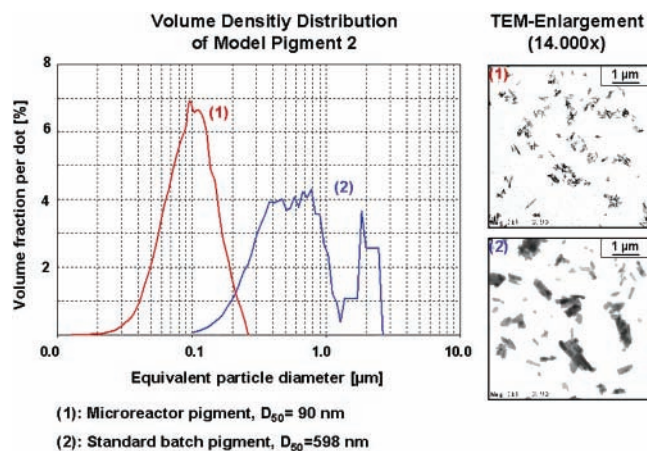 Volume Densitiy Distribution
of Model Pigment 2
TEM-Enlargement
(14.000x)
Volume fraction per dot [%]
8
6
4
2
0.0
0.1
1.0
10.0
(1)
(2)
Equivalent particle diameter [µm]
(1)
1 µm
(2)
1 µm
(1): Microreactor pigment, D₅₀= 90 nm
(2): Standard batch pigment, D₅₀=598 nm